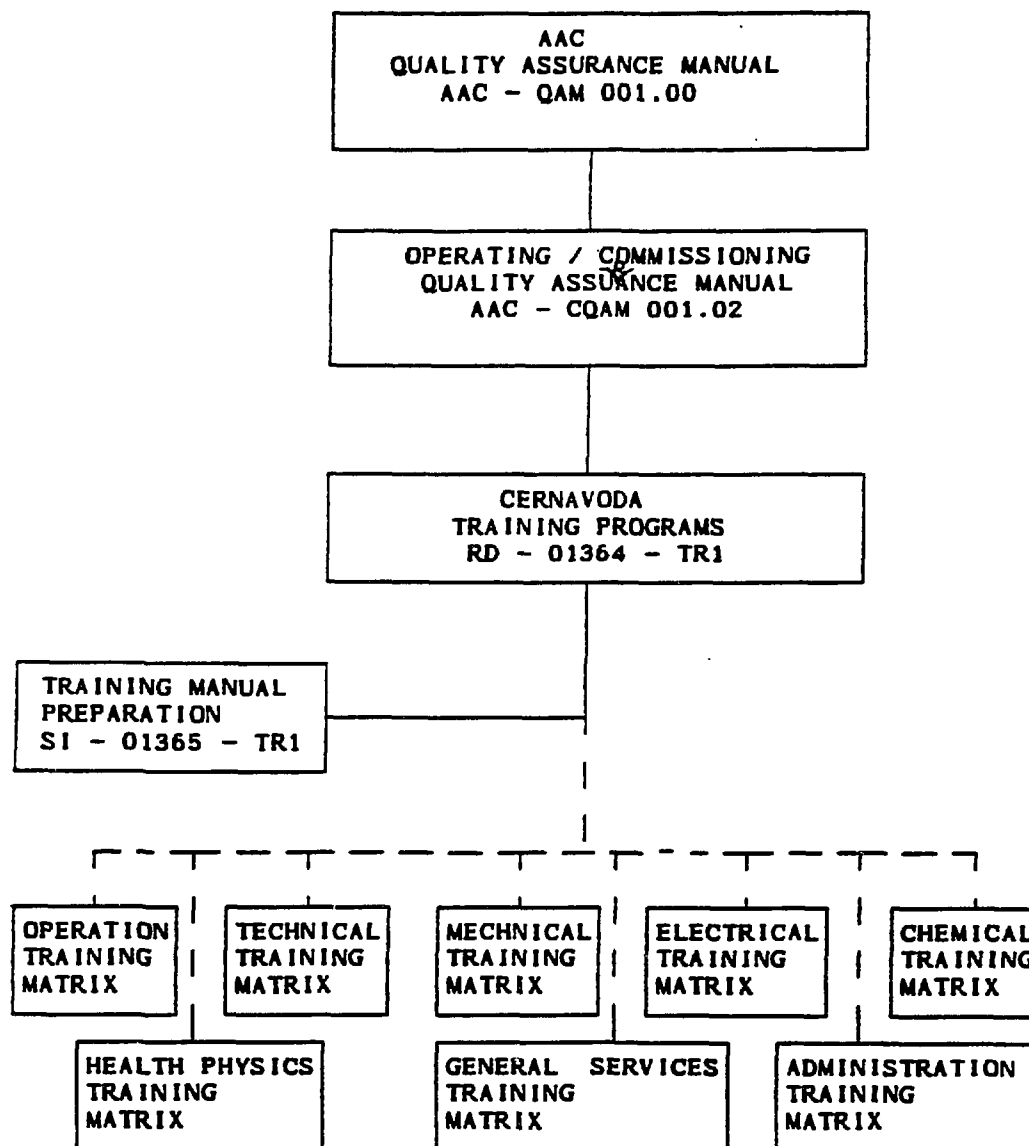 AAC
QUALITY ASSURANCE MANUAL
AAC - QAM 001.00
OPERATING / COMMISSIONING
R
QUALITY ASSUANCE MANUAL
AAC - CQAM 001.02
CERNAVODA
TRAINING PROGRAMS
RD - 01364 - TR1
TRAINING MANUAL
PREPARATION
SI - 01365 - TR1
OPERATION
TRAINING
MATRIX
TECHNICAL
TRAINING
MATRIX
MECHNICAL
TRAINING
MATRIX
ELECTRICAL
TRAINING
MATRIX
CHEMICAL
TRAINING
MATRIX
HEALTH PHYSICS
TRAINING
MATRIX
GENERAL SERVICES
TRAINING
MATRIX
ADMINISTRATION
TRAINING
MATRIX